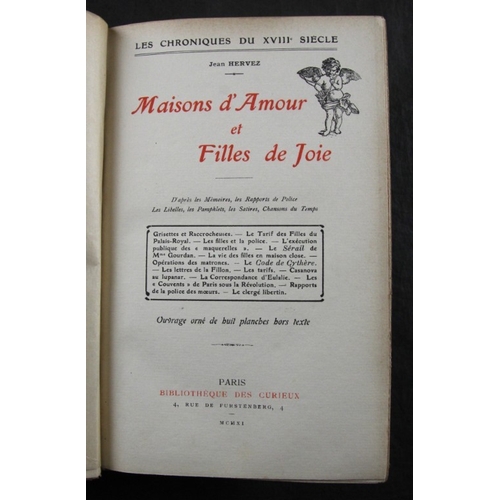 LES CHRONIQUES DU XVIIIe SIECLE
Jean HERVEZ
Maisons d'Amour
et
Filles de Joie
D'après les Mémoires, les Rapports de Police
Les Libelles, les Pamphlets, les Satires, Chansons du Temps
Grisettes et Raccrocheuses. — Le Tarif des Filles du
Palais-Royal. — Les filles et la police. — L'exécution
publique des « maquerelles ». — Le Sérail de
Mme Gourdan. — La vie des filles en maison close. —
Opérations des matrones. — Le Code de Cythère. —
Les lettres de la Fillon. — Les tarifs. — Casanova
au lupanar. — La Correspondance d'Eulalie. — Les
« Couvents » de Paris sous la Révolution. — Rapports
de la police des mœurs. — Le clergé libertin.
Ouvrage orné de huit planches hors texte
PARIS
BIBLIOTHÈQUE DES CURIEUX
4, RUE DE FURSTENBERG, 4
MCMXI